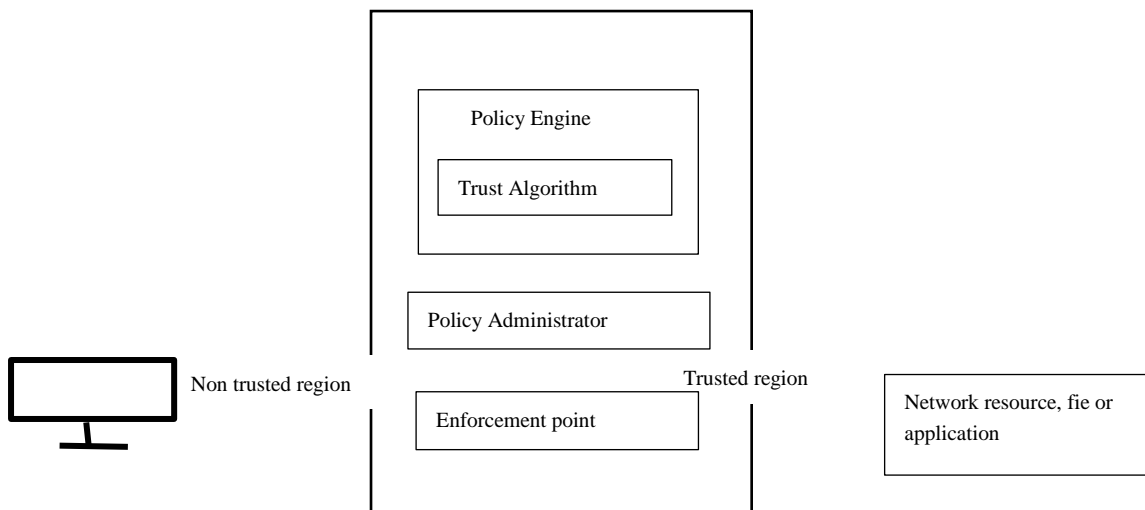 Policy Engine
Trust Algorithm
Policy Administrator
Non trusted region
Trusted region
Enforcement point
Network resource, fie or
application